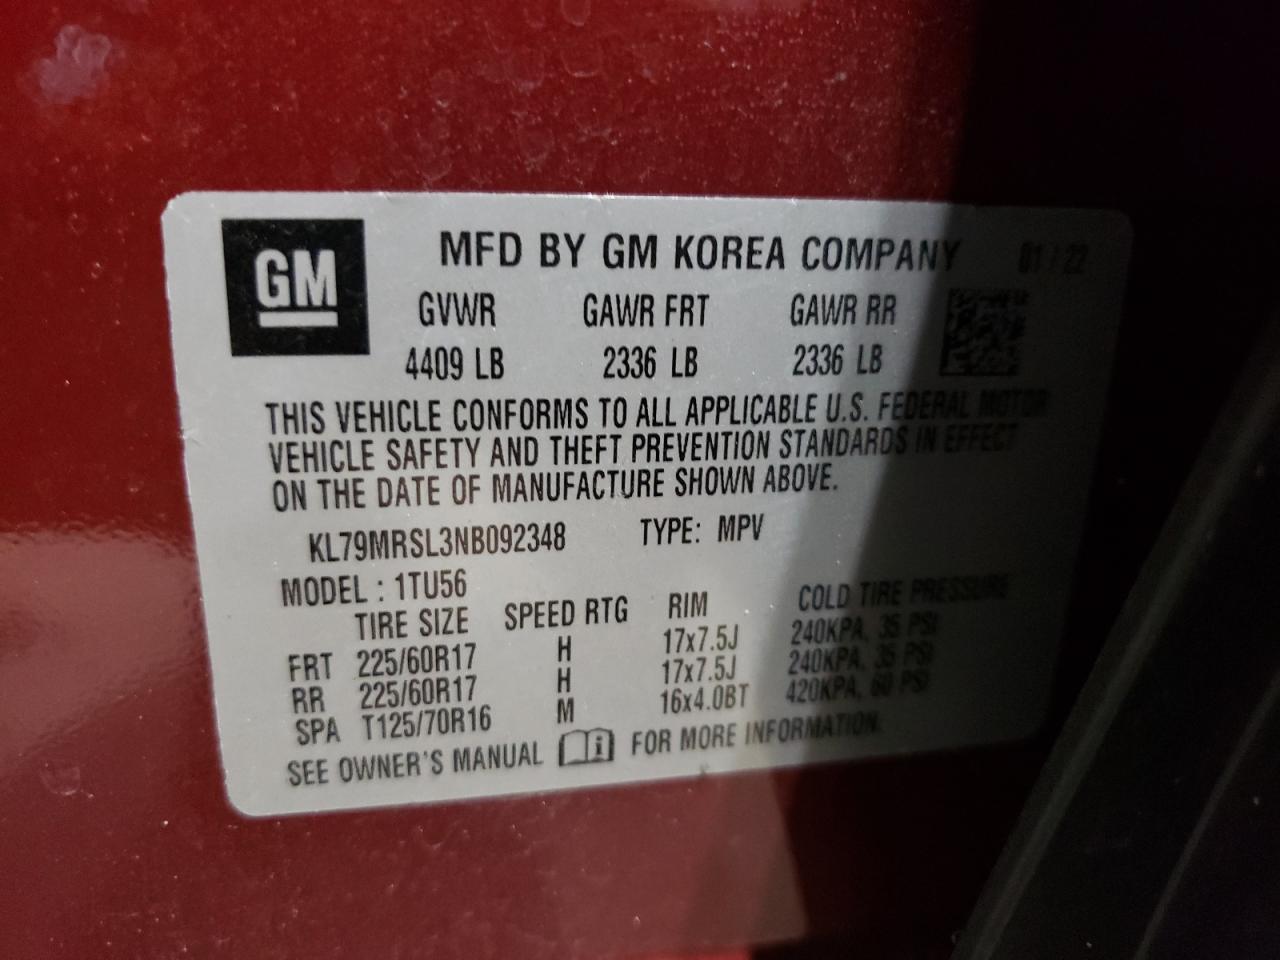 GM
MFD BY GM KOREA COMPANY 01/22
GVWR GAWR FRT GAWR RR
4409 LB 2336 LB 2336 LB
THIS VEHICLE CONFORMS TO ALL APPLICABLE U.S. FEDERAL MOTOR
VEHICLE SAFETY AND THEFT PREVENTION STANDARDS IN EFFECT
ON THE DATE OF MANUFACTURE SHOWN ABOVE.
KL79MRSL3NB092348 TYPE: MPV
MODEL : 1TU56
TIRE SIZE SPEED RTG RIM COLD TIRE PRESSURE
FRT 225/60R17 H 17x7.5J 240KPA, 35 PSI
RR 225/60R17 H 17x7.5J 240KPA, 35 PSI
SPA T125/70R16 M 16x4.0BT 420KPA, 60 PSI
SEE OWNER'S MANUAL i FOR MORE INFORMATION.